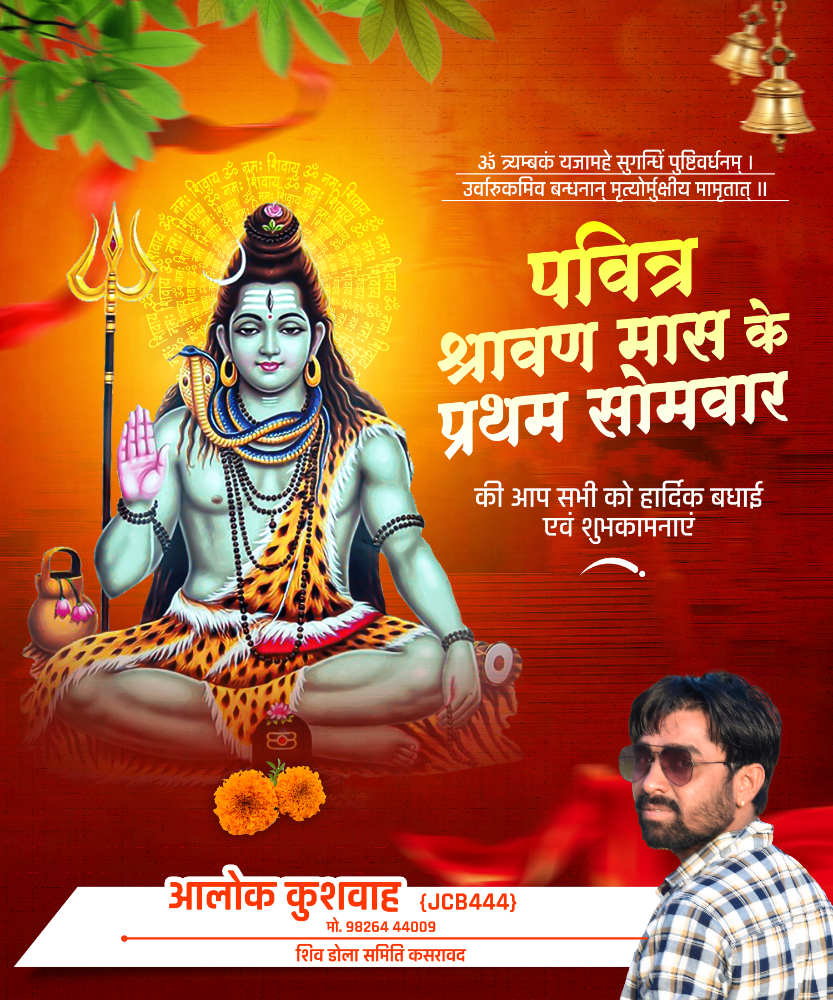 ॐ त्र्यम्बकं यजामहे सुगन्धिं पुष्टिवर्धनम् ।
उर्वारुकमिव बन्धनान् मृत्योर्मुक्षीय मामृतात् ॥
पवित्र
श्रावण मास के
प्रथम सोमवार
की आप सभी को हार्दिक बधाई
एवं शुभकामनाएं
ॐ नमः शिवाय
आलोक कुशवाह {JCB444}
मो. 98264 44009
शिव डोला समिति कसरावद